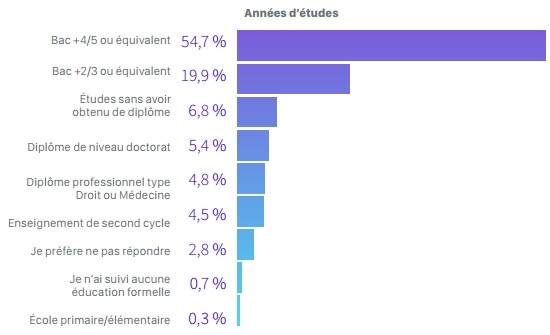 Années d'études
Bac +4/5 ou équivalent 54,7 %
Bac +2/3 ou équivalent 19,9 %
Études sans avoir
obtenu de diplôme 6,8 %
Diplôme de niveau doctorat 5,4 %
Diplôme professionnel type
Droit ou Médecine 4,8 %
Enseignement de second cycle 4,5 %
Je préfère ne pas répondre 2,8 %
Je n'ai suivi aucune
éducation formelle 0,7 %
École primaire/élémentaire 0,3 %